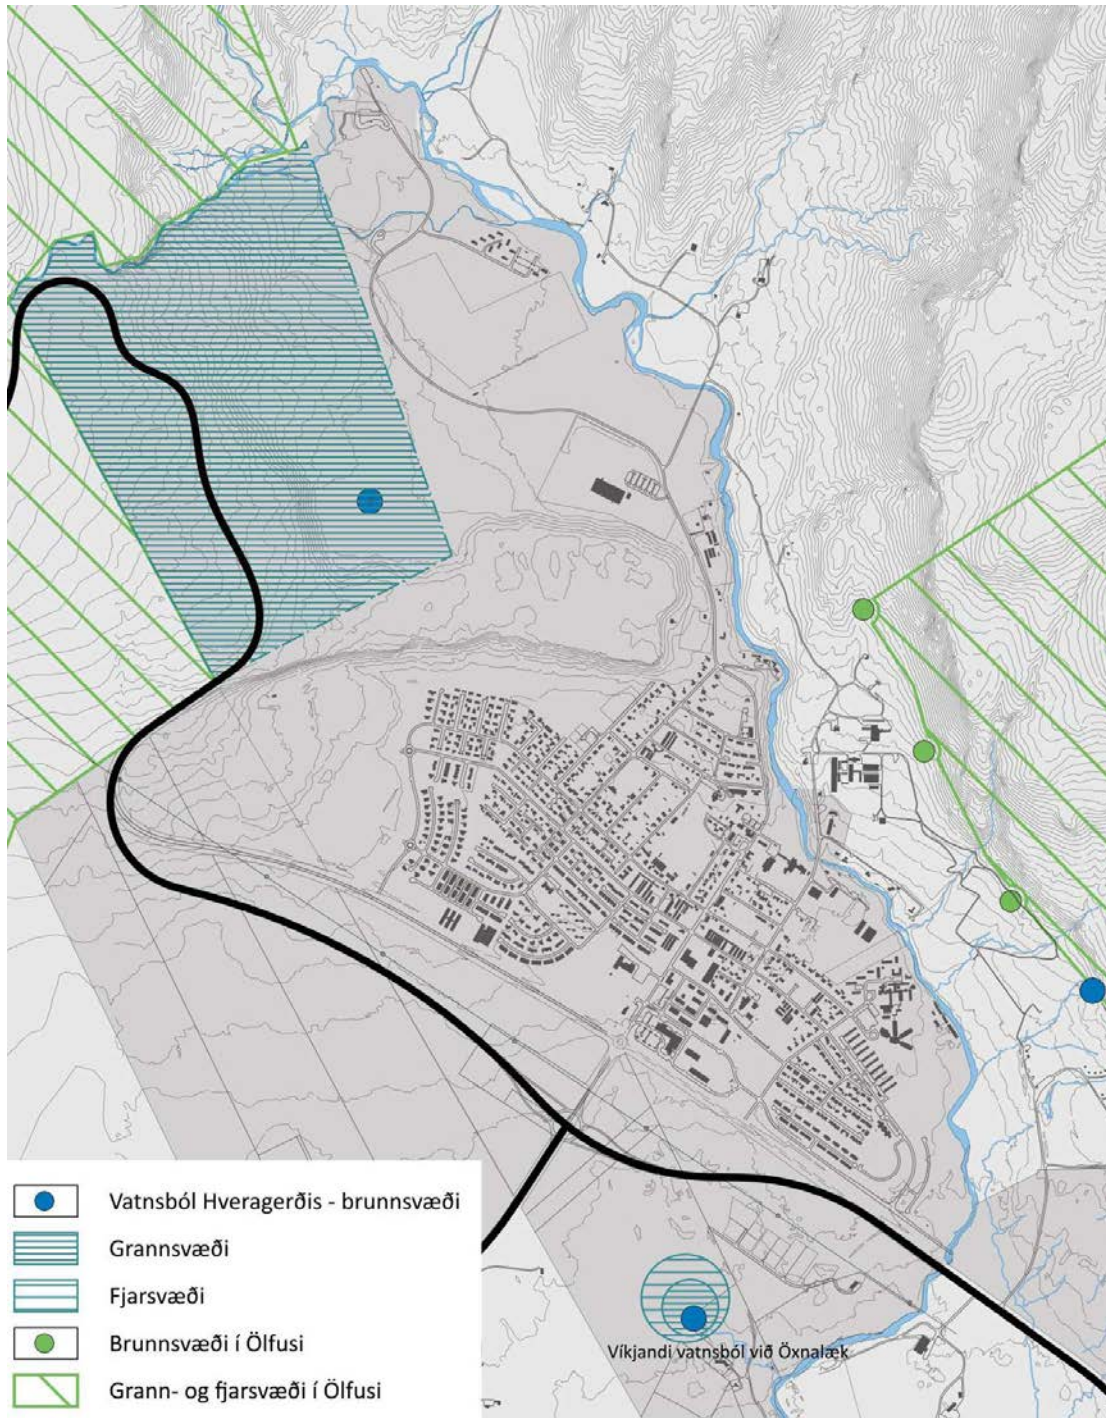 Víkjandi vatnsból við Öxnalæk
Vatnsból Hveragerðis - brunnsvæði
Grannsvæði
Fjarsvæði
Brunnsvæði í Ölfusi
Grann- og fjarsvæði í Ölfusi